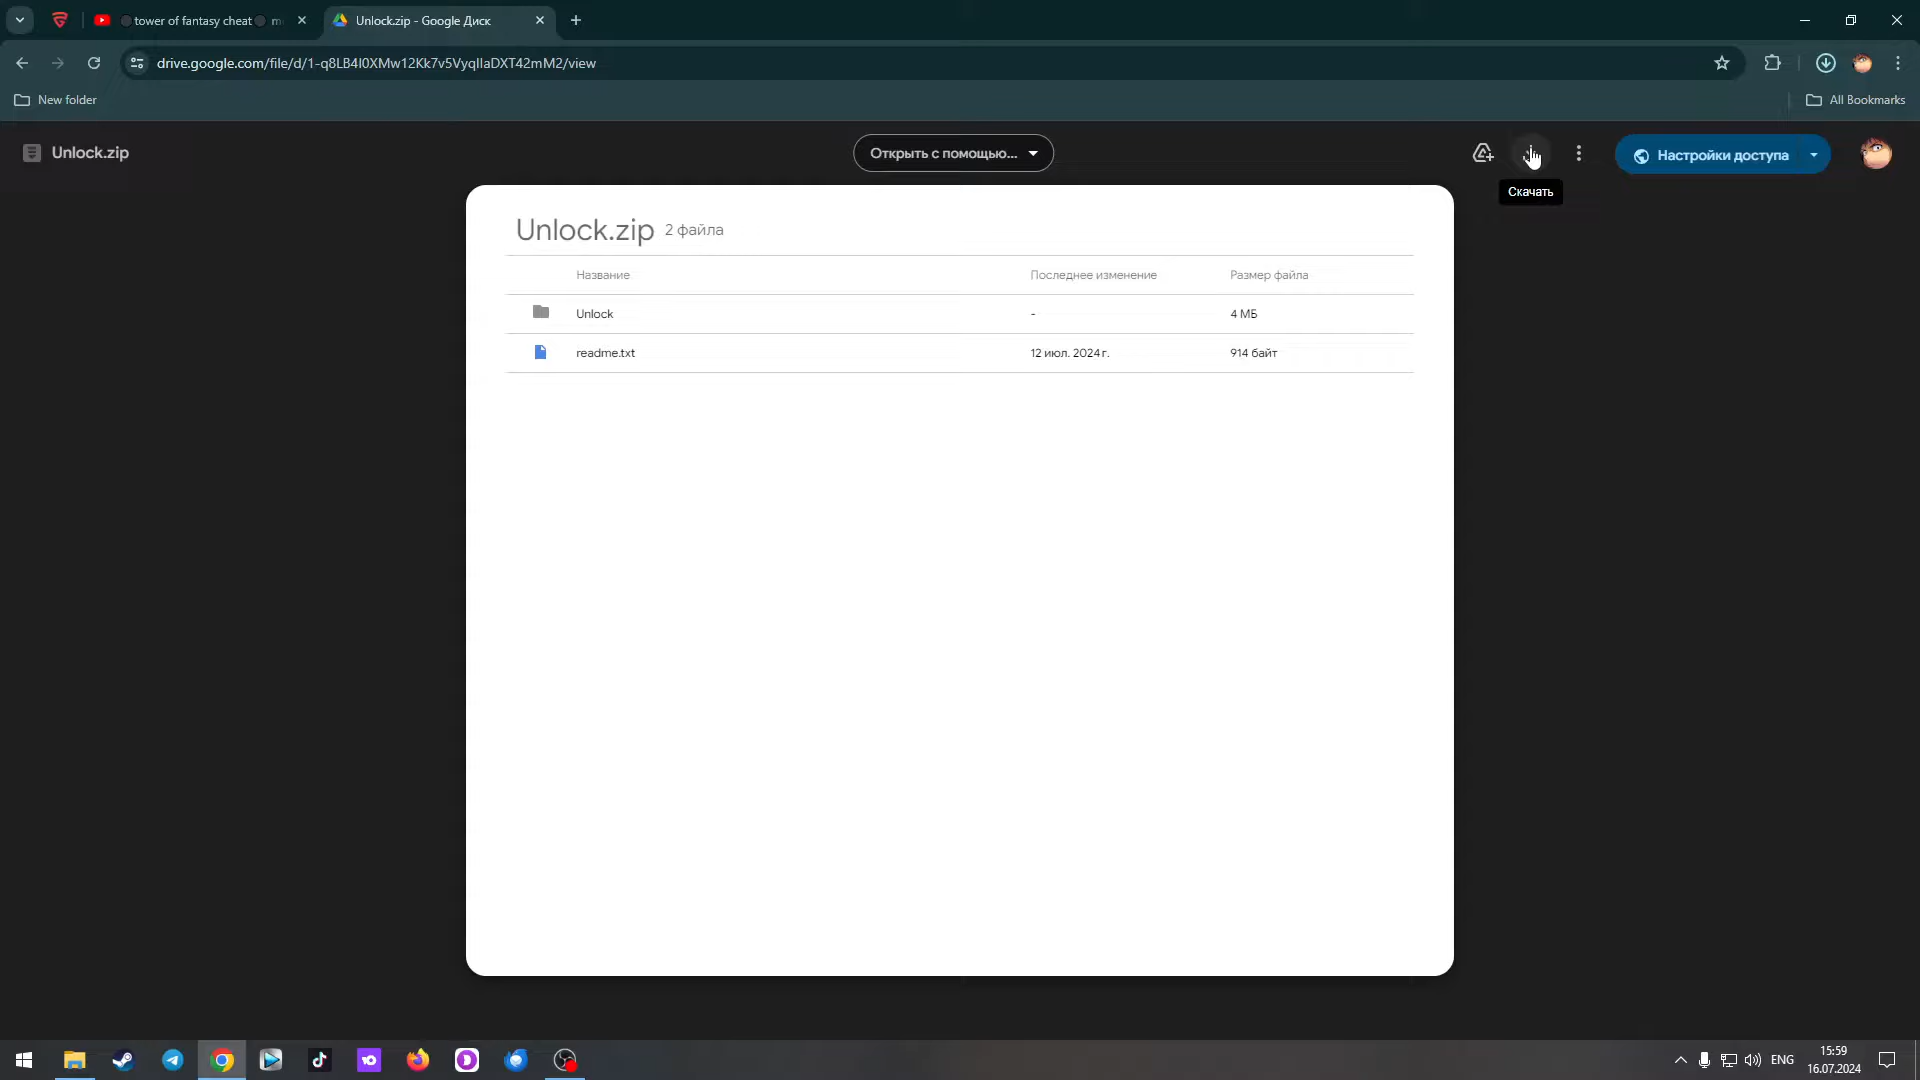 tower of fantasy cheat
Unlock.zip - Google Диск
drive.google.com/file/d/1-q8LB4I0XMw12Kk7v5VyqlIaDXT42mM2/view
New folder
All Bookmarks
Unlock.zip
Открыть с помощью...
Настройки доступа
Скачать
Unlock.zip 2 файла
Название Последнее изменение Размер файла
Unlock - 4 МБ
readme.txt 12 июл. 2024 г. 914 байт
ENG
15:59
16.07.2024